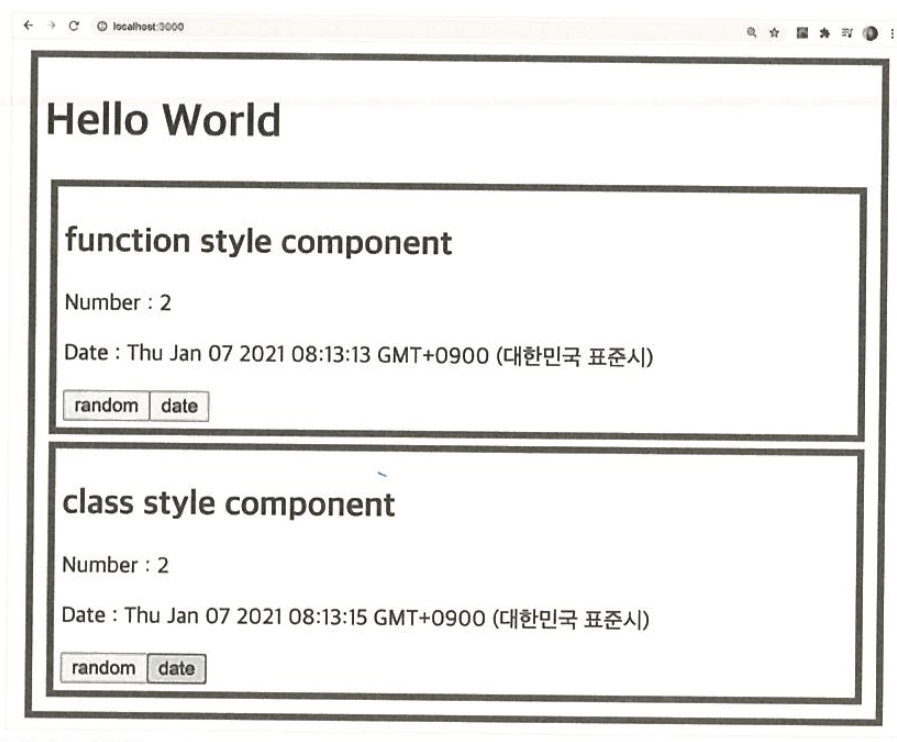 localhost:3000
Hello World
function style component
Number : 2
Date : Thu Jan 07 2021 08:13:13 GMT+0900 (대한민국 표준시)
random date
class style component
Number : 2
Date : Thu Jan 07 2021 08:13:15 GMT+0900 (대한민국 표준시)
random date